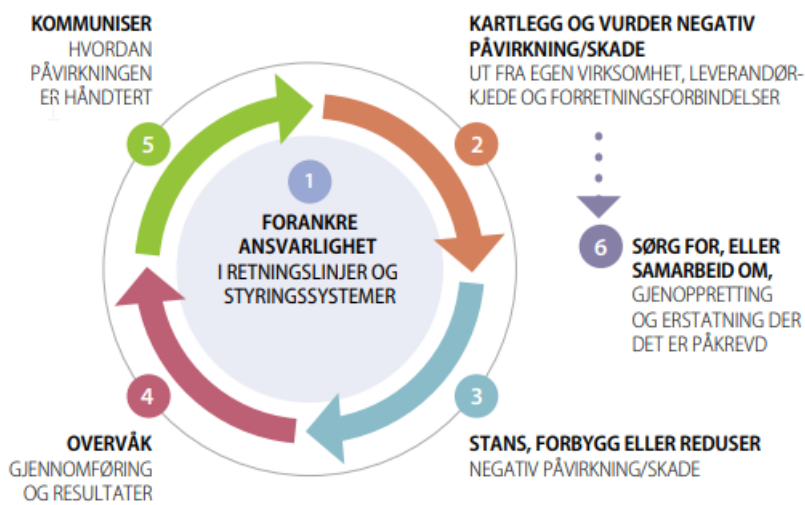 KOMMUNISER
HVORDAN
PÅVIRKNINGEN
ER HÅNDTERT
5
KARTLEGG OG VURDER NEGATIV
PÅVIRKNING/SKADE
UT FRA EGEN VIRKSOMHET, LEVERANDØR-
KJEDE OG FORRETNINGSFORBINDELSER
2
1
FORANKRE
ANSVARLIGHET
I RETNINGSLINJER OG
STYRINGSSYSTEMER
6
SØRG FOR, ELLER
SAMARBEID OM,
GJENOPPRETTING
OG ERSTATNING DER
DET ER PÅKREVD
4
OVERVÅK
GJENNOMFØRING
OG RESULTATER
3
STANS, FORBYGG ELLER REDUSER
NEGATIV PÅVIRKNING/SKADE